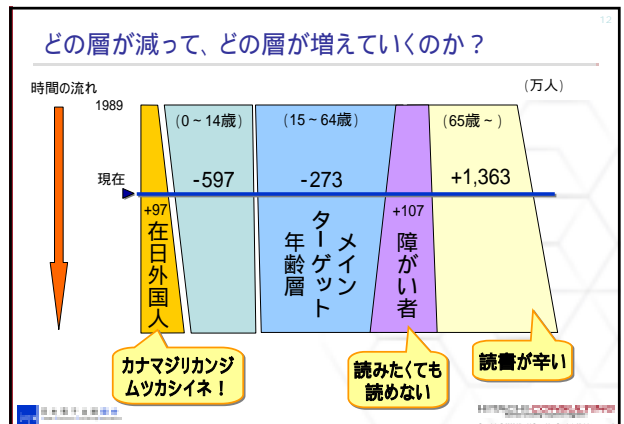 12
どの層が減って、どの層が増えていくのか？
時間の流れ
(万人)
1989
(0～14歳)
(15～64歳)
(65歳～)
現在
-597
-273
+1,363
+97
+107
在日外国人
メイン
ターゲット
年齢層
障がい者
カナマジリカンジ
ムツカシイネ！
読みたくても
読めない
読書が辛い